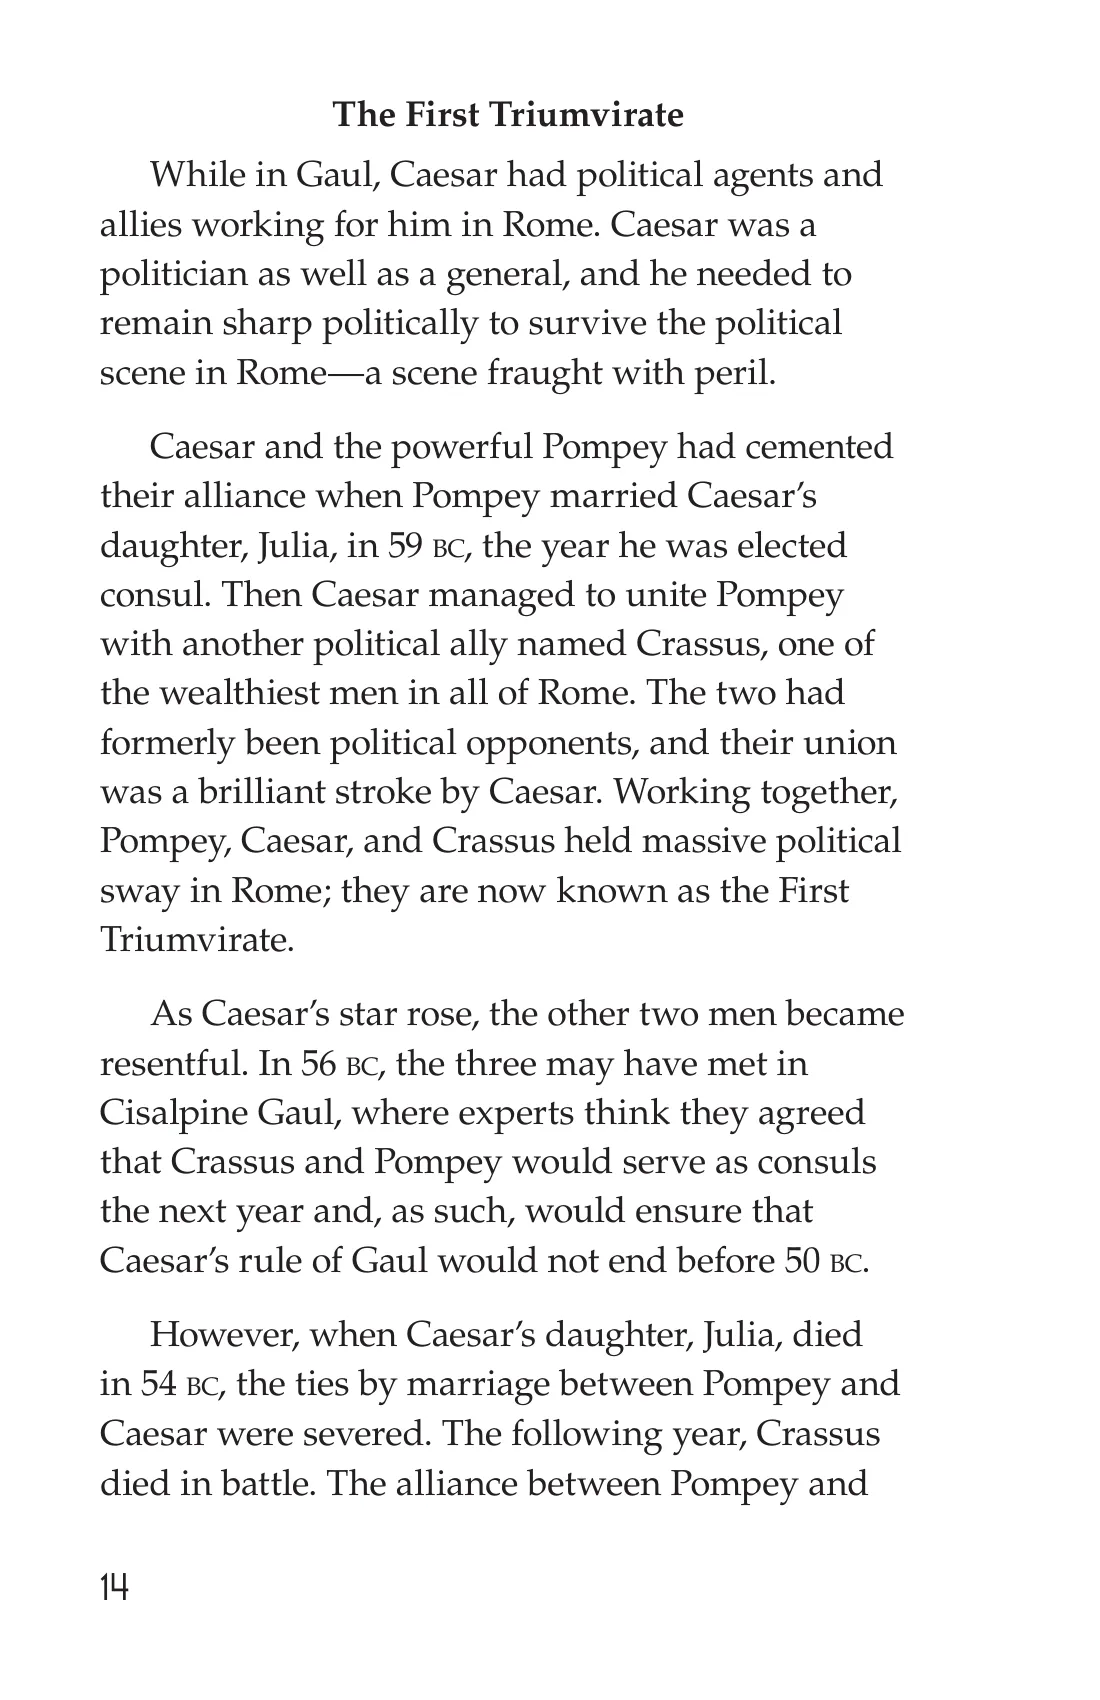 The First Triumvirate
While in Gaul, Caesar had political agents and
allies working for him in Rome. Caesar was a
politician as well as a general, and he needed to
remain sharp politically to survive the political
scene in Rome—a scene fraught with peril.
Caesar and the powerful Pompey had cemented
their alliance when Pompey married Caesar’s
daughter, Julia, in 59 BC, the year he was elected
consul. Then Caesar managed to unite Pompey
with another political ally named Crassus, one of
the wealthiest men in all of Rome. The two had
formerly been political opponents, and their union
was a brilliant stroke by Caesar. Working together,
Pompey, Caesar, and Crassus held massive political
sway in Rome; they are now known as the First
Triumvirate.
As Caesar’s star rose, the other two men became
resentful. In 56 BC, the three may have met in
Cisalpine Gaul, where experts think they agreed
that Crassus and Pompey would serve as consuls
the next year and, as such, would ensure that
Caesar’s rule of Gaul would not end before 50 BC.
However, when Caesar’s daughter, Julia, died
in 54 BC, the ties by marriage between Pompey and
Caesar were severed. The following year, Crassus
died in battle. The alliance between Pompey and
14